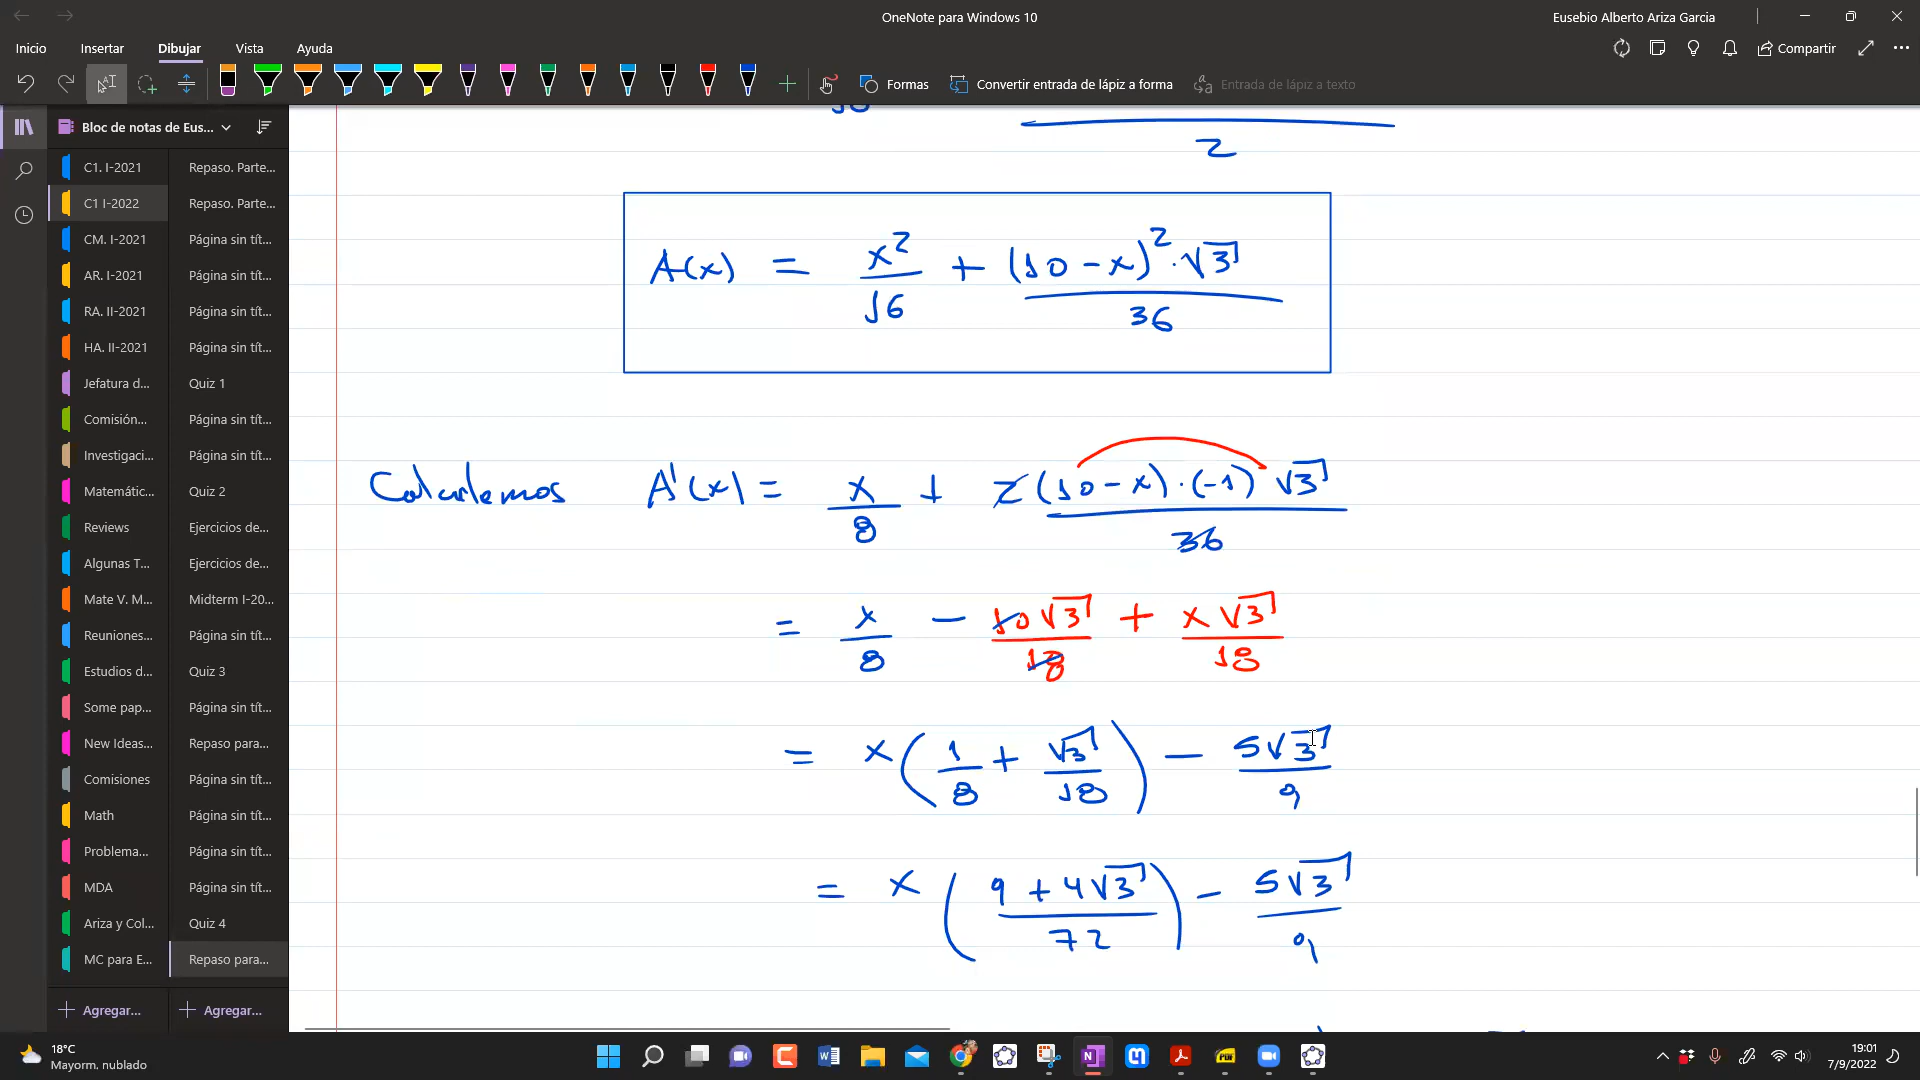 OneNote para Windows 10
Eusebio Alberto Ariza Garcia
Inicio Insertar Dibujar Vista Ayuda
Compartir
Formas Convertir entrada de lápiz a forma Entrada de lápiz a texto
Bloc de notas de Eus...
C1. I-2021
C1 I-2022
CM. I-2021
AR. I-2021
RA. II-2021
HA. II-2021
Jefatura d...
Comisión...
Investigaci...
Matemátic...
Reviews
Algunas T...
Mate V. M...
Reuniones...
Estudios d...
Some pap...
New Ideas...
Comisiones
Math
Problema...
MDA
Ariza y Col...
MC para E...
Agregar...
Repaso. Parte...
Repaso. Parte...
Página sin tít...
Página sin tít...
Página sin tít...
Página sin tít...
Quiz 1
Página sin tít...
Página sin tít...
Quiz 2
Ejercicios de...
Ejercicios de...
Midterm I-20...
Página sin tít...
Quiz 3
Página sin tít...
Repaso para...
Página sin tít...
Página sin tít...
Página sin tít...
Página sin tít...
Quiz 4
Repaso para...
Agregar...
2
A(x) = x²/16 + (10-x)²·√3/36
Calculemos A'(x) = x/8 + 2(10-x)·(-1)√3/36
= x/8 - 10√3/18 + x√3/18
= x(1/8 + √3/18) - 5√3/9
= x((9+4√3)/72) - 5√3/9
18°C
Mayorm. nublado
19:01
7/9/2022